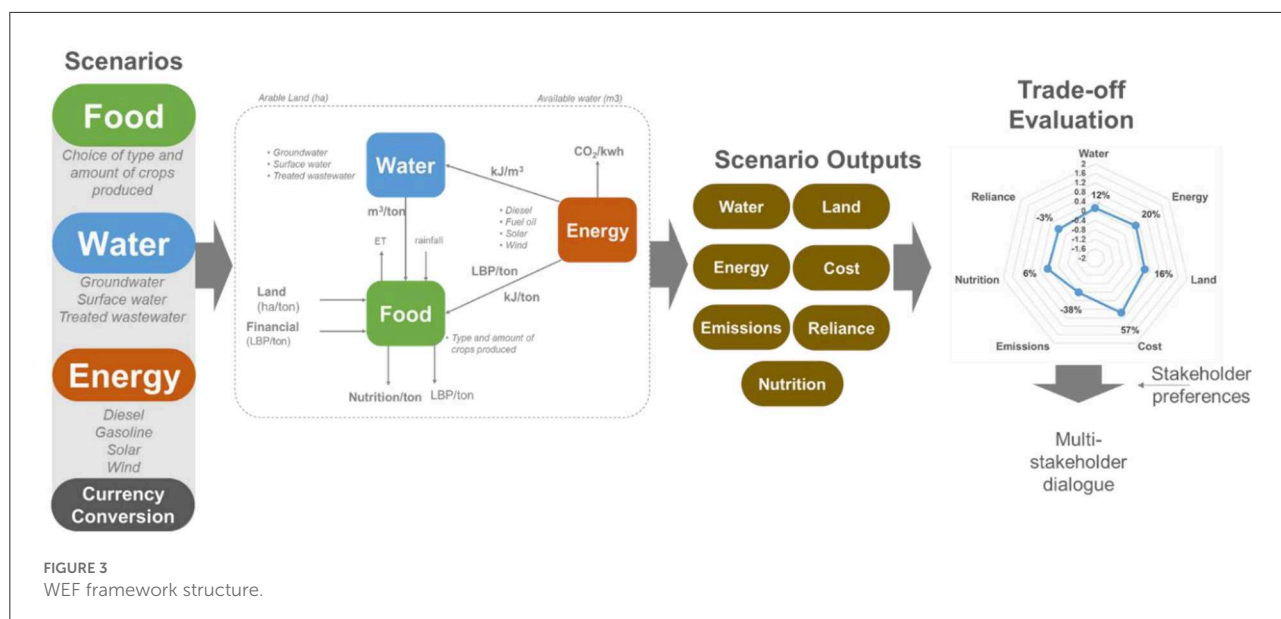 Scenarios
Food
Choice of type and
amount of crops
produced
Water
Groundwater
Surface water
Treated wastewater
Energy
Diesel
Gasoline
Solar
Wind
Currency
Conversion
Arable Land (ha)
Available water (m3)
• Groundwater
• Surface water
• Treated wastewater
Water
kJ/m³
CO₂/kwh
m³/ton
• Diesel
• Fuel oil
• Solar
• Wind
Energy
ET
rainfall
LBP/ton
kJ/ton
Land
(ha/ton)
Financial
(LBP/ton)
Food
• Type and amount of
crops produced
Nutrition/ton
LBP/ton
Scenario Outputs
Water
Land
Energy
Cost
Emissions
Reliance
Nutrition
Trade-off
Evaluation
Water
2
1.6
1.2
0.8
0.4
0
-0.4
-0.8
-1.2
-1.6
-2
12%
Energy
20%
Land
16%
Cost
57%
Emissions
-38%
Nutrition
6%
Reliance
-3%
Stakeholder
preferences
Multi-
stakeholder
dialogue
FIGURE 3
WEF framework structure.